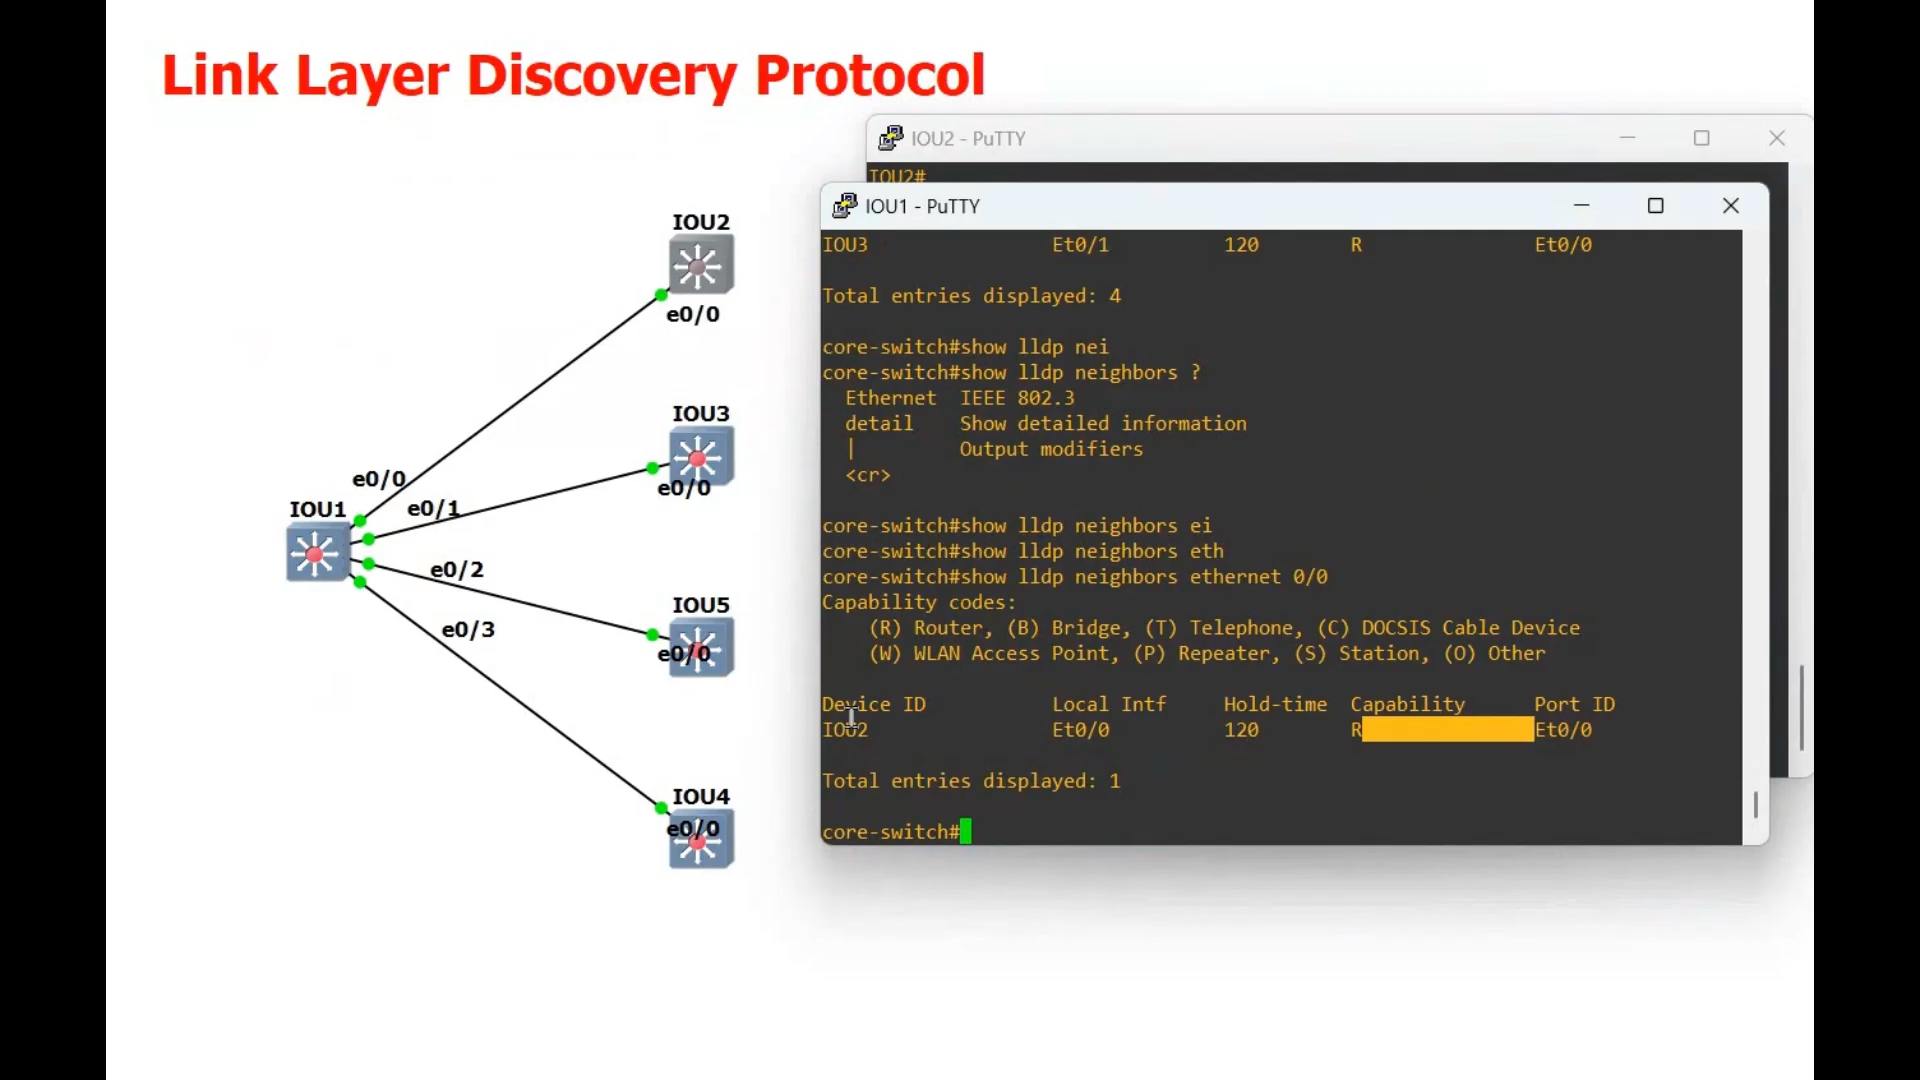 Link Layer Discovery Protocol
IOU2
e0/0
IOU3
e0/0
e0/0
e0/1
IOU1
e0/2
e0/3
IOU5
e0/0
IOU4
e0/0
IOU2 - PuTTY
IOU2#
IOU1 - PuTTY
IOU3 Et0/1 120 R Et0/0
Total entries displayed: 4
core-switch#show lldp nei
core-switch#show lldp neighbors ?
Ethernet IEEE 802.3
detail Show detailed information
| Output modifiers
<cr>
core-switch#show lldp neighbors ei
core-switch#show lldp neighbors eth
core-switch#show lldp neighbors ethernet 0/0
Capability codes:
(R) Router, (B) Bridge, (T) Telephone, (C) DOCSIS Cable Device
(W) WLAN Access Point, (P) Repeater, (S) Station, (O) Other
Device ID Local Intf Hold-time Capability Port ID
IOU2 Et0/0 120 R Et0/0
Total entries displayed: 1
core-switch#